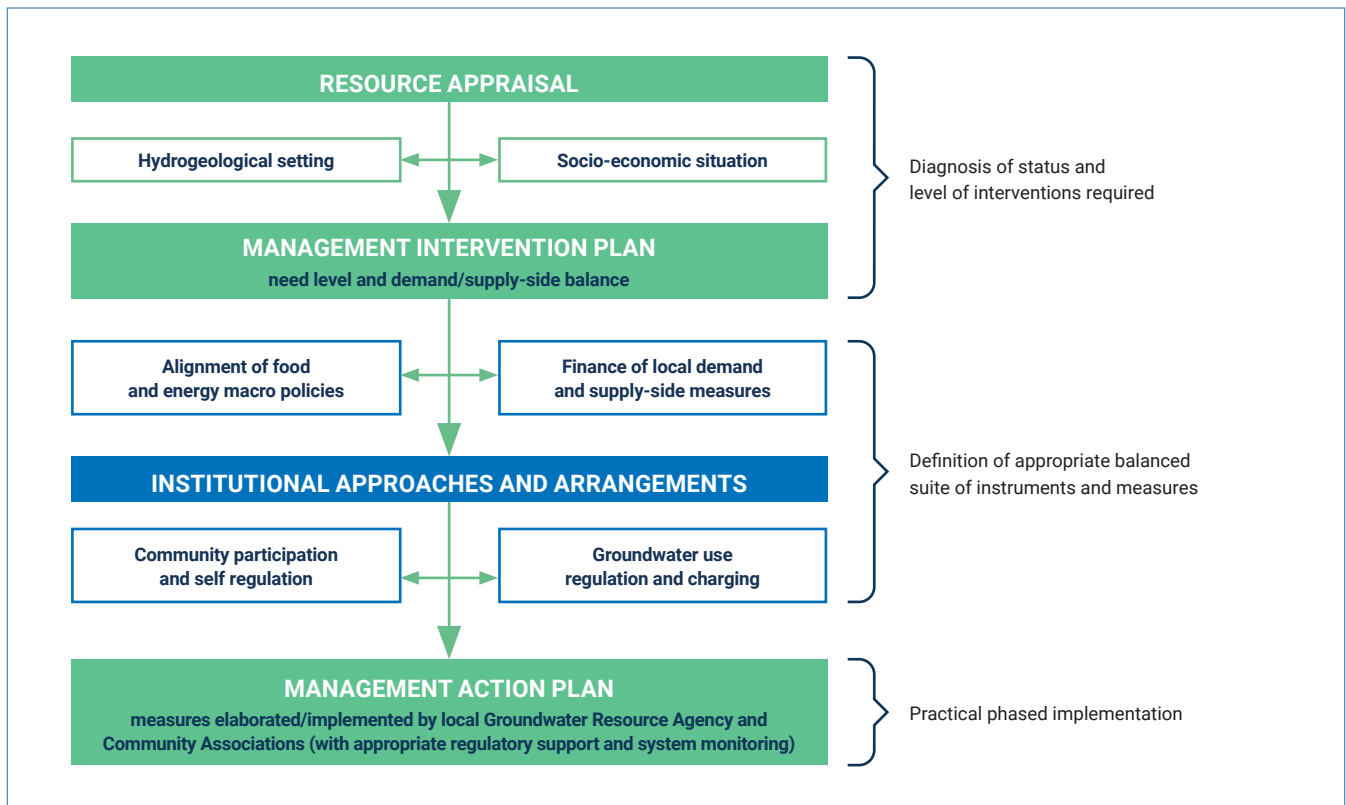 RESOURCE APPRAISAL
Hydrogeological setting
Socio-economic situation
Diagnosis of status and
level of interventions required
MANAGEMENT INTERVENTION PLAN
need level and demand/supply-side balance
Alignment of food
and energy macro policies
Finance of local demand
and supply-side measures
INSTITUTIONAL APPROACHES AND ARRANGEMENTS
Definition of appropriate balanced
suite of instruments and measures
Community participation
and self regulation
Groundwater use
regulation and charging
MANAGEMENT ACTION PLAN
measures elaborated/implemented by local Groundwater Resource Agency and
Community Associations (with appropriate regulatory support and system monitoring)
Practical phased implementation